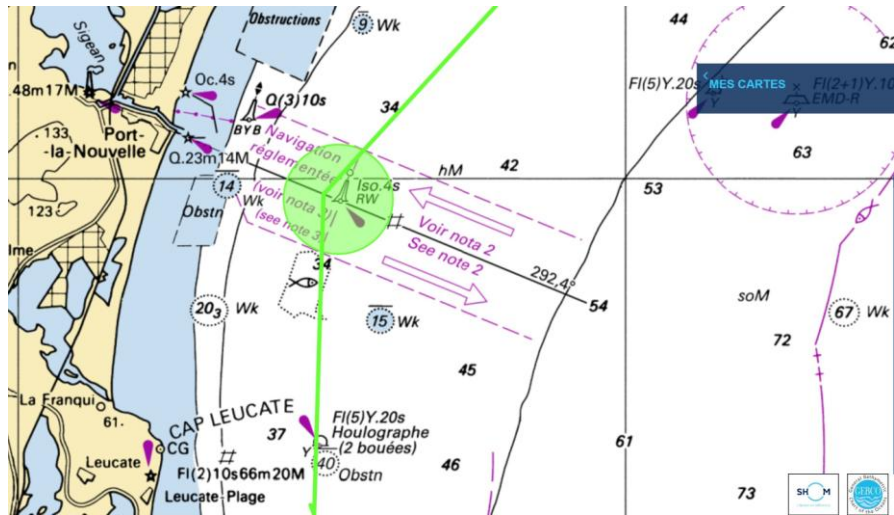 Sigean
48m17M
Oc.4s
Obstructions
9 Wk
Q(3)10s
BYB
34
44
62
Fl(5)Y.20s
Y
MES CARTES
Fl(2+1)Y.10
EMD-R
Y
63
133
Port-
-la-Nouvelle
Q.23m14M
Navigation
réglementée
(voir nota 3)
(see note 3)
hM
42
53
123
14 Wk
Obstn
Iso.4s
RW
Voir nota 2
See note 2
lme
34
292,4°
54
soM
67 Wk
203 Wk
15 Wk
72
45
La Franqui
61
CAP LEUCATE
CG
Leucate
Fl(2)10s66m20M
Leucate-Plage
37
Fl(5)Y.20s
Houlographe
(2 bouées)
Y
40
Obstn
46
61
73
SHOM
GEBCO